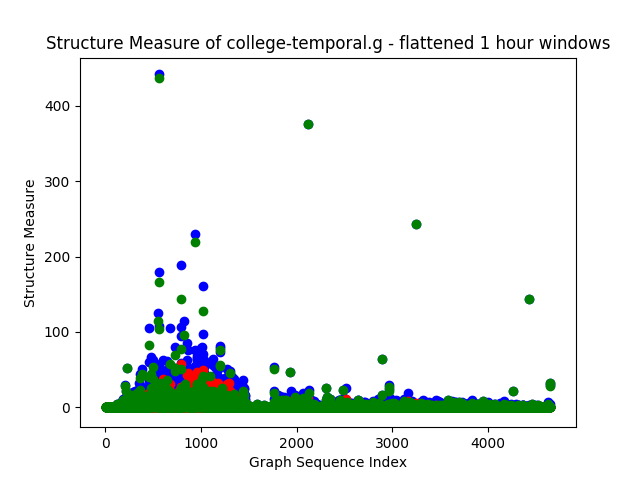 Structure Measure of college-temporal.g - flattened 1 hour windows
Structure Measure
400
300
200
100
0
0 1000 2000 3000 4000
Graph Sequence Index